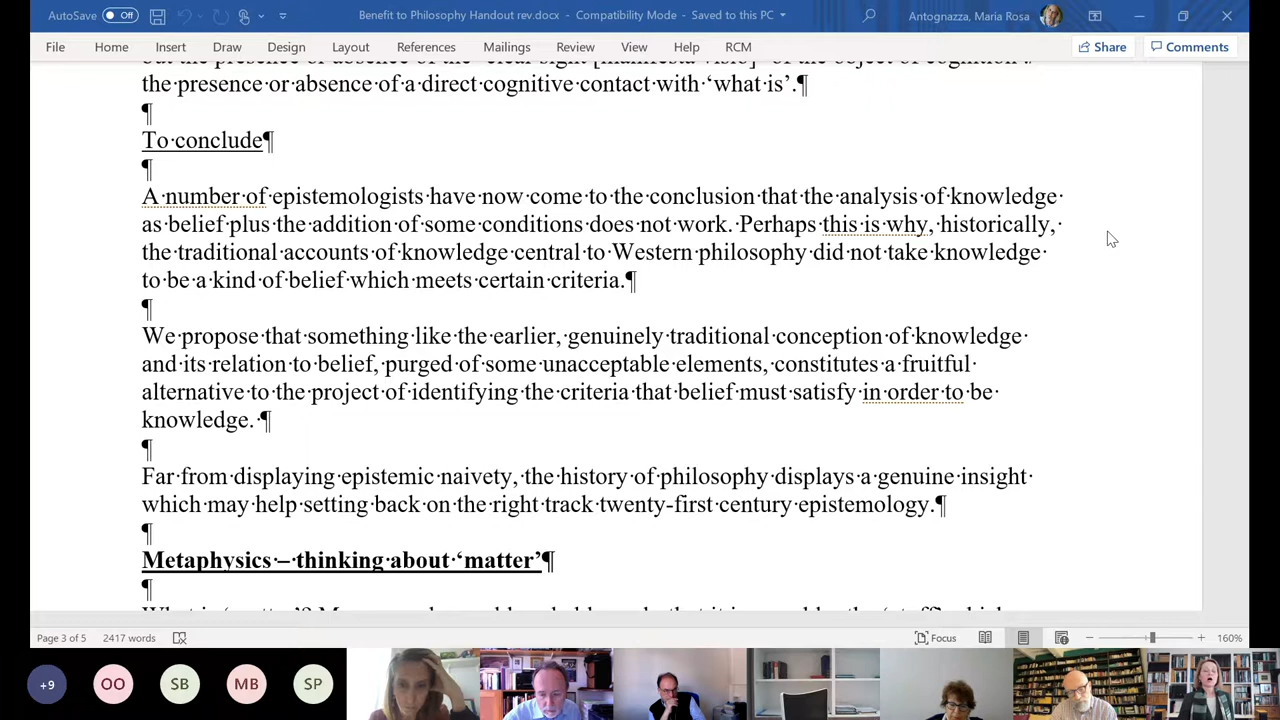 AutoSave Off
Benefit to Philosophy Handout rev.docx - Compatibility Mode - Saved to this PC
Antognazza, Maria Rosa
File Home Insert Draw Design Layout References Mailings Review View Help RCM Share Comments
the·presence·or·absence·of·a·direct·cognitive·contact·with·‘what·is’.¶
¶
To·conclude¶
¶
A·number·of·epistemologists·have·now·come·to·the·conclusion·that·the·analysis·of·knowledge·
as·belief·plus·the·addition·of·some·conditions·does·not·work.·Perhaps·this·is·why,·historically,·
the·traditional·accounts·of·knowledge·central·to·Western·philosophy·did·not·take·knowledge·
to·be·a·kind·of·belief·which·meets·certain·criteria.¶
¶
We·propose·that·something·like·the·earlier,·genuinely·traditional·conception·of·knowledge·
and·its·relation·to·belief,·purged·of·some·unacceptable·elements,·constitutes·a·fruitful·
alternative·to·the·project·of·identifying·the·criteria·that·belief·must·satisfy·in·order·to·be·
knowledge.·¶
¶
Far·from·displaying·epistemic·naivety,·the·history·of·philosophy·displays·a·genuine·insight·
which·may·help·setting·back·on·the·right·track·twenty-first·century·epistemology.¶
¶
Metaphysics·–·thinking·about·‘matter’¶
¶
Page 3 of 5 2417 words Focus 160%
+9 OO SB MB SP